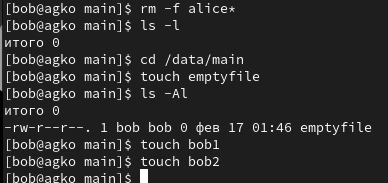 [bob@agko main]$ rm -f alice*
[bob@agko main]$ ls -l
итого 0
[bob@agko main]$ cd /data/main
[bob@agko main]$ touch emptyfile
[bob@agko main]$ ls -Al
итого 0
-rw-r--r--. 1 bob bob 0 фев 17 01:46 emptyfile
[bob@agko main]$ touch bob1
[bob@agko main]$ touch bob2
[bob@agko main]$